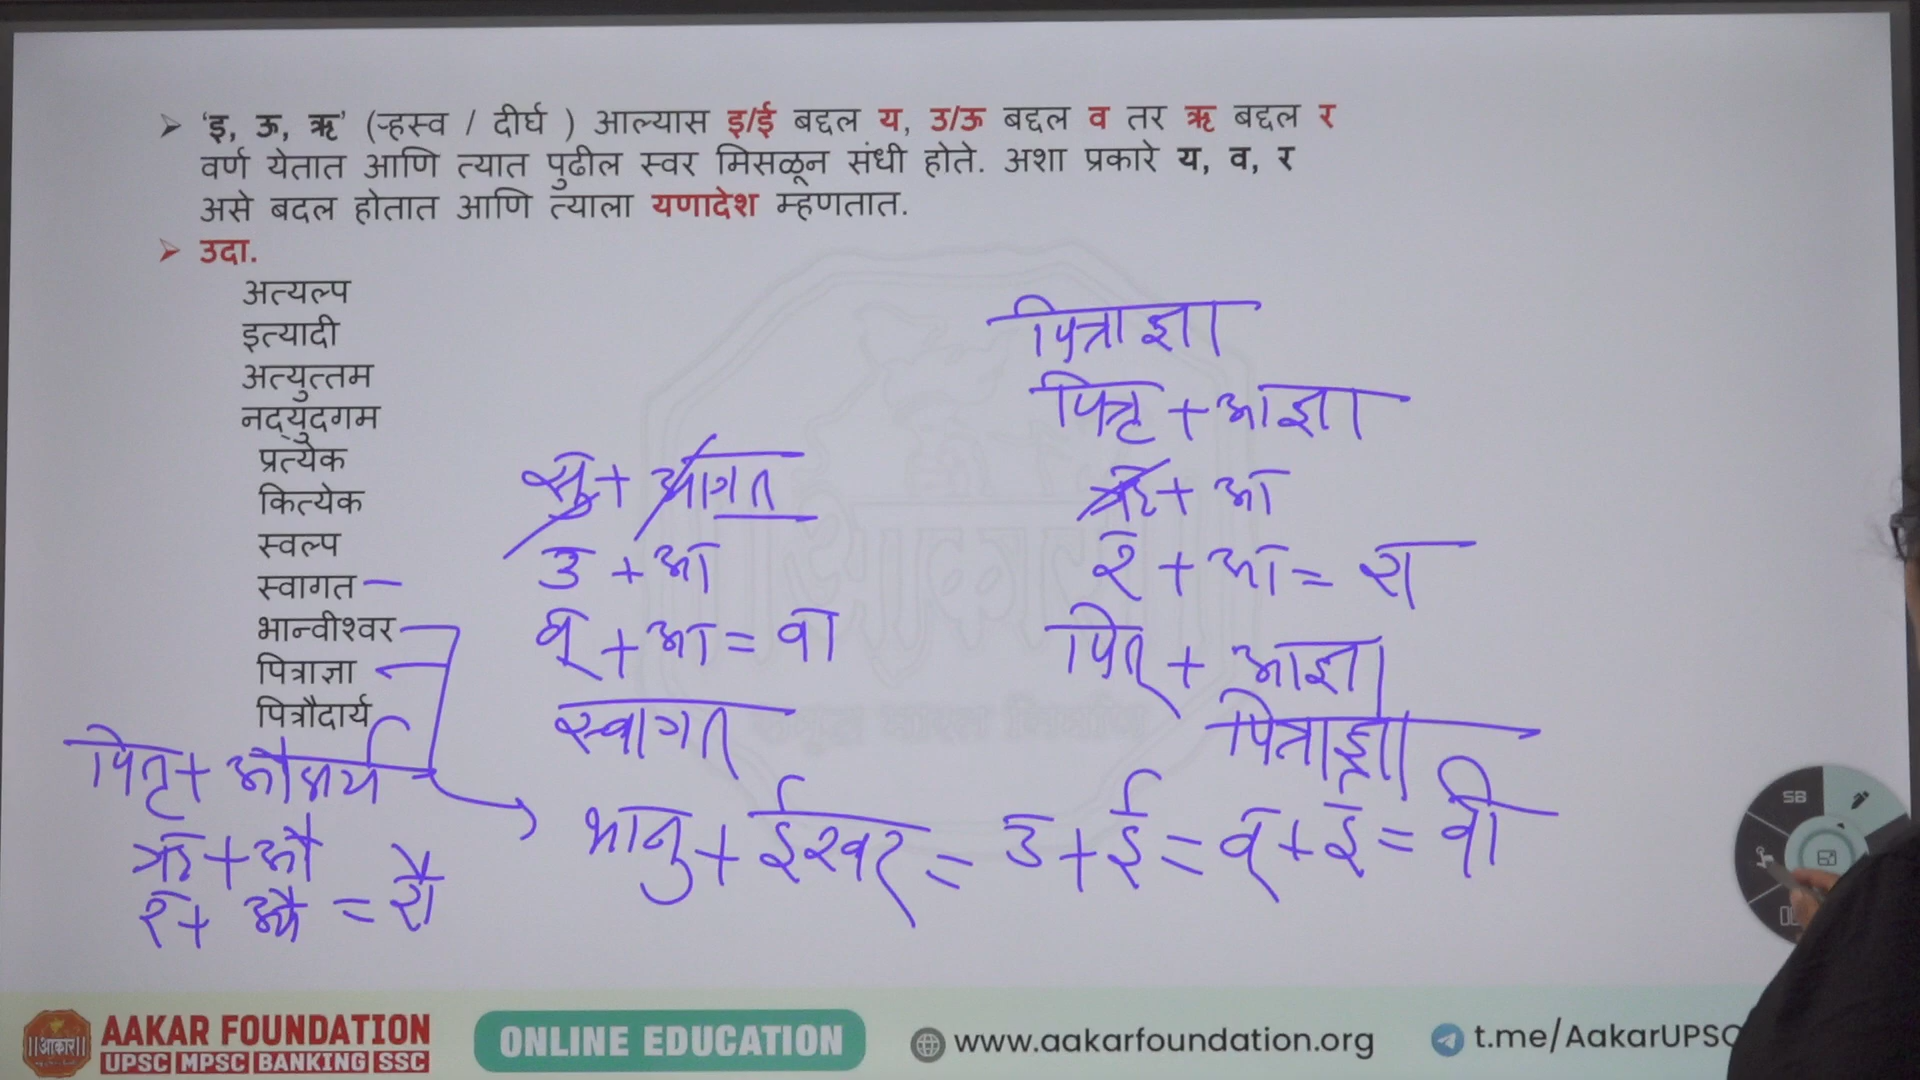 ➤ 'इ, ऊ, ऋ' (ऱ्हस्व / दीर्घ ) आल्यास इ/ई बद्दल य, उ/ऊ बद्दल व तर ऋ बद्दल र
वर्ण येतात आणि त्यात पुढील स्वर मिसळून संधी होते. अशा प्रकारे य, व, र
असे बदल होतात आणि त्याला यणादेश म्हणतात.
➤ उदा.
अत्यल्प
इत्यादी
अत्युत्तम
नद्युदगम
प्रत्येक
कित्येक
स्वल्प
स्वागत
भान्वीश्वर
पित्राज्ञा
पित्रौदार्य
पितृ + औ
ऋ + औ
र + औ = रौ
सु + आगत
उ + आ
व् + आ = वा
स्वागत
पित्राज्ञा
पितृ + आज्ञा
ऋ + आ
र + आ = रा
पित् + आज्ञा
पित्राज्ञा
भानु + ईश्वर = उ + ई = व् + ई = वी
SB
||आकार||
AAKAR FOUNDATION
UPSC MPSC BANKING SSC
ONLINE EDUCATION
www.aakarfoundation.org
t.me/AakarUPSC